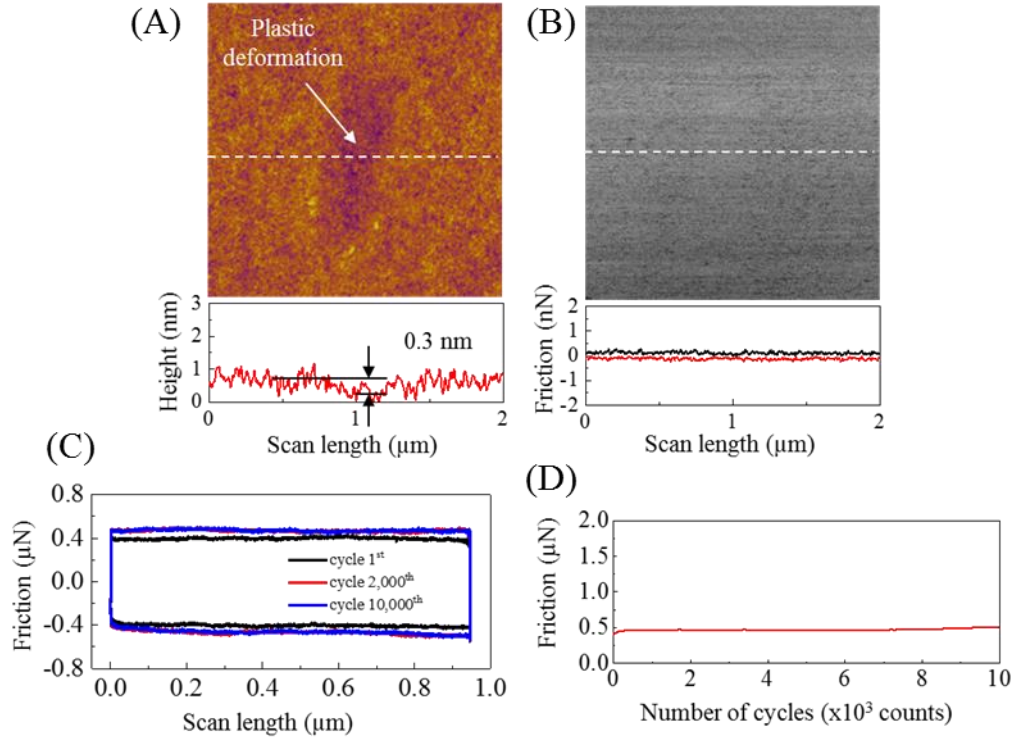 (A)
Plastic
deformation
Height (nm)
3
2
1
0
0.3 nm
0 1 2
Scan length (µm)
(B)
Friction (nN)
2
1
0
-1
-2
0 1 2
Scan length (µm)
(C)
Friction (µN)
0.8
0.4
0.0
-0.4
-0.8
cycle 1st
cycle 2,000th
cycle 10,000th
0.0 0.2 0.4 0.6 0.8 1.0
Scan length (µm)
(D)
Friction (µN)
2.0
1.5
1.0
0.5
0.0
0 2 4 6 8 10
Number of cycles (x10³ counts)